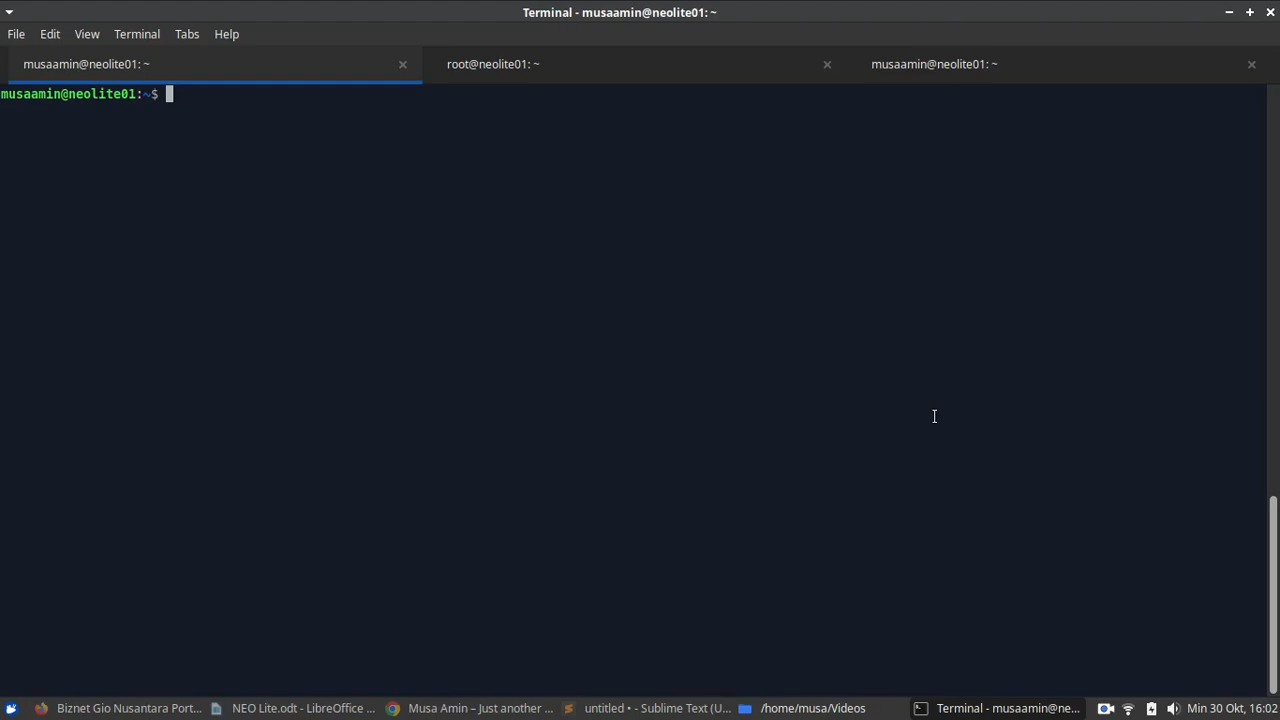 Terminal - musaamin@neolite01: ~
File Edit View Terminal Tabs Help
musaamin@neolite01: ~ root@neolite01: ~ musaamin@neolite01: ~
musaamin@neolite01:~$
Biznet Gio Nusantara Port... NEO Lite.odt - LibreOffice ... Musa Amin – Just another ... untitled • - Sublime Text (U... /home/musa/Videos Terminal - musaamin@ne... Min 30 Okt, 16:02